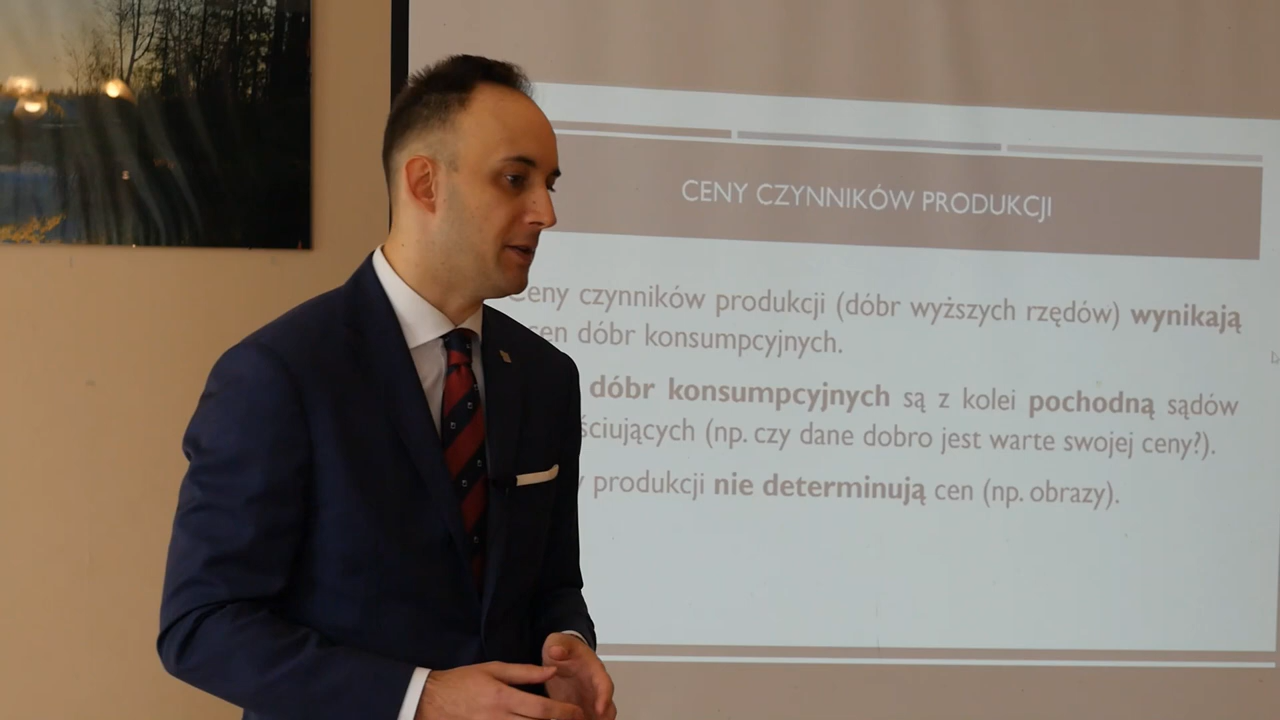 CENY CZYNNIKÓW PRODUKCJI
Ceny czynników produkcji (dóbr wyższych rzędów) wynikają
cen dóbr konsumpcyjnych.
dóbr konsumpcyjnych są z kolei pochodną sądów
ściujących (np. czy dane dobro jest warte swojej ceny?).
produkcji nie determinują cen (np. obrazy).